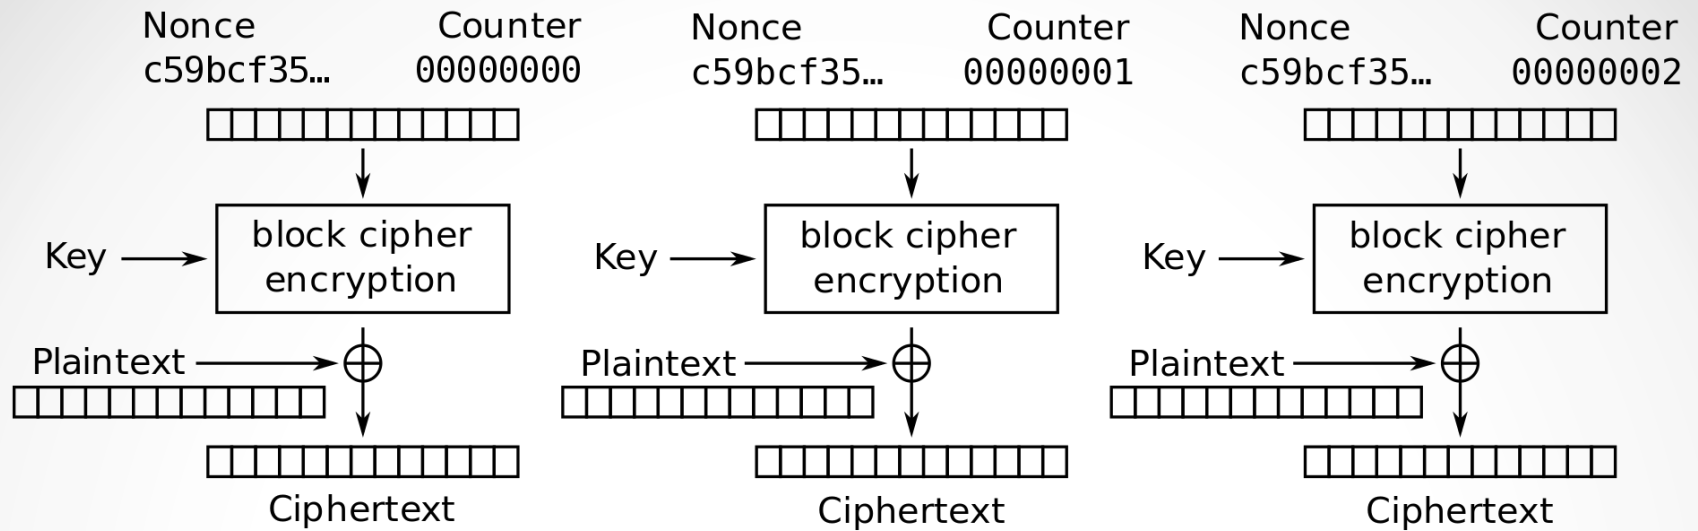 Nonce Counter Nonce Counter Nonce Counter
c59bcf35… 00000000 c59bcf35… 00000001 c59bcf35… 00000002
block cipher block cipher block cipher
Key encryption Key encryption Key encryption
Plaintext Plaintext Plaintext
Ciphertext Ciphertext Ciphertext